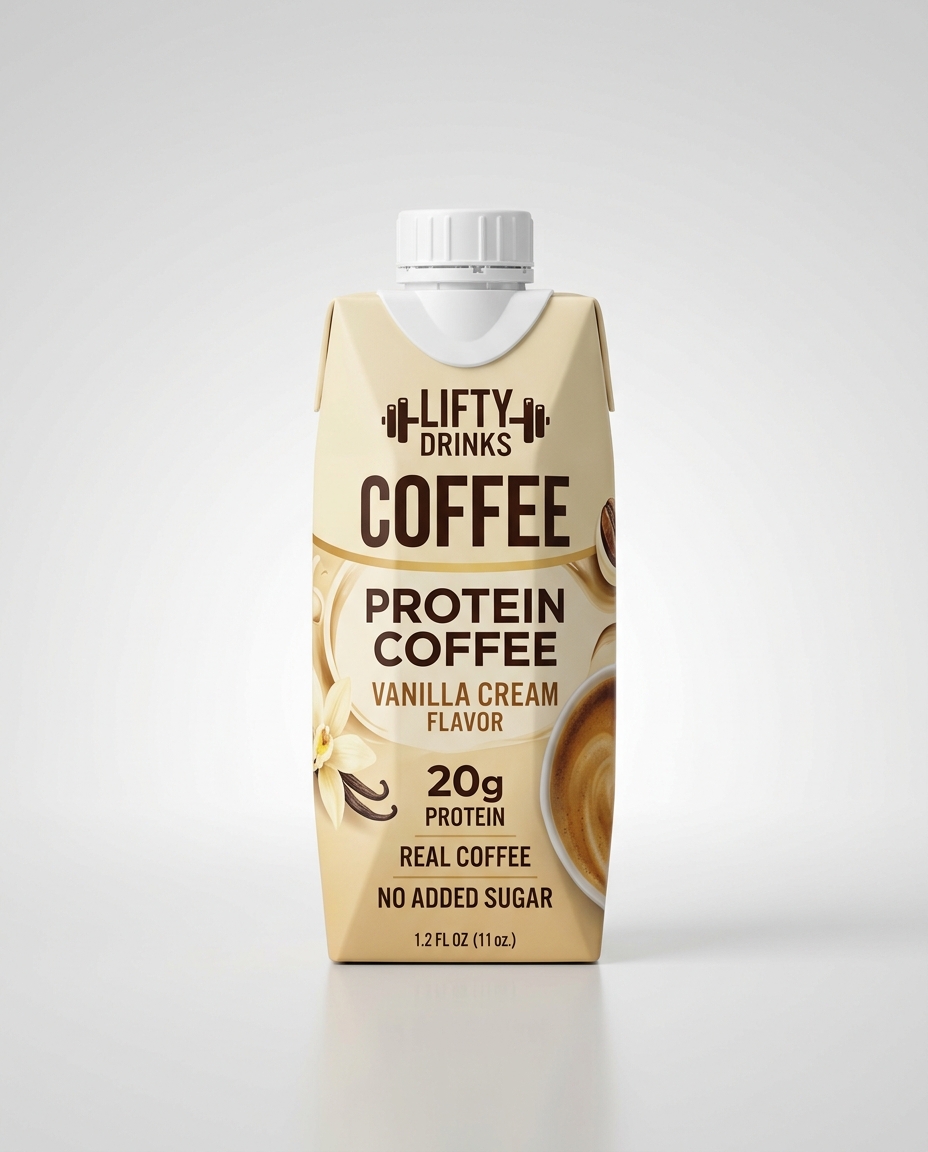 LIFTY
DRINKS
COFFEE
PROTEIN
COFFEE
VANILLA CREAM
FLAVOR
20g
PROTEIN
REAL COFFEE
NO ADDED SUGAR
1.2 FL OZ (11 oz.)